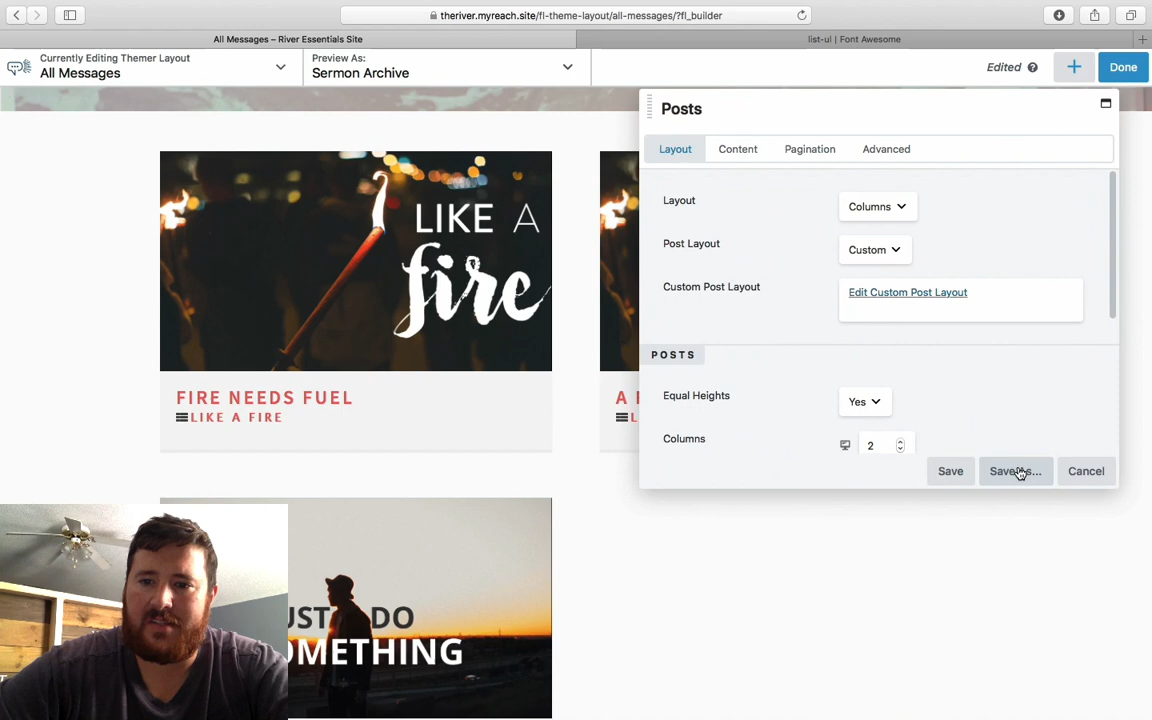 theriver.myreach.site/fl-theme-layout/all-messages/?fl_builder
All Messages – River Essentials Site
list-ul | Font Awesome
Currently Editing Themer Layout
All Messages
Preview As:
Sermon Archive
Edited
Done
Posts
Layout
Content
Pagination
Advanced
Layout
Columns
Post Layout
Custom
Custom Post Layout
Edit Custom Post Layout
POSTS
Equal Heights
Yes
Columns
2
Save
Save As...
Cancel
LIKE A
fire
FIRE NEEDS FUEL
LIKE A FIRE
A
L
UST DO
OMETHING